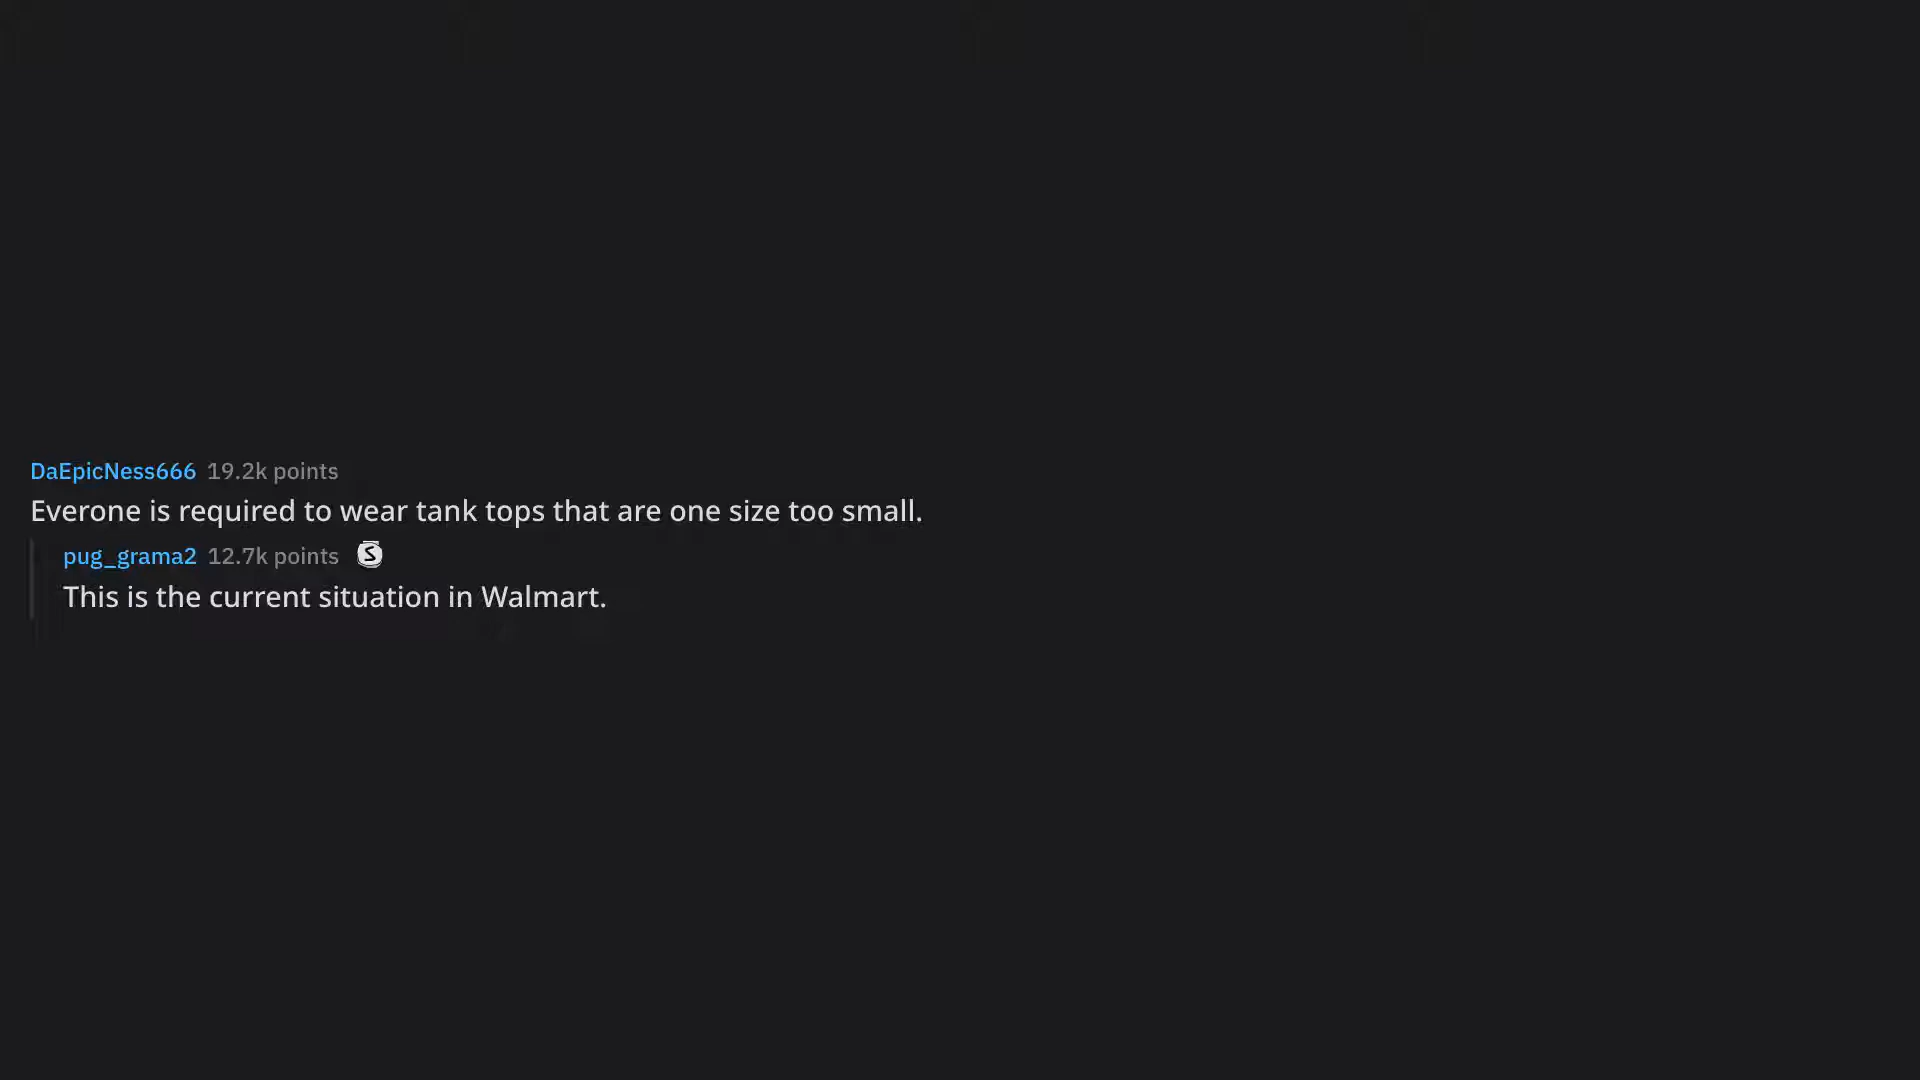 DaEpicNess666 19.2k points
Everone is required to wear tank tops that are one size too small.
pug_grama2 12.7k points S
This is the current situation in Walmart.